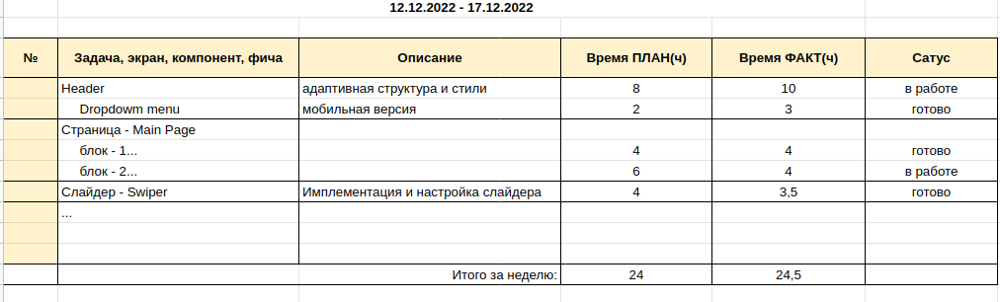 12.12.2022 - 17.12.2022
№ Задача, экран, компонент, фича Описание Время ПЛАН(ч) Время ФАКТ(ч) Сатус
Header адаптивная структура и стили 8 10 в работе
Dropdowm menu мобильная версия 2 3 готово
Страница - Main Page
блок - 1... 4 4 готово
блок - 2... 6 4 в работе
Слайдер - Swiper Имплементация и настройка слайдера 4 3,5 готово
...
Итого за неделю: 24 24,5